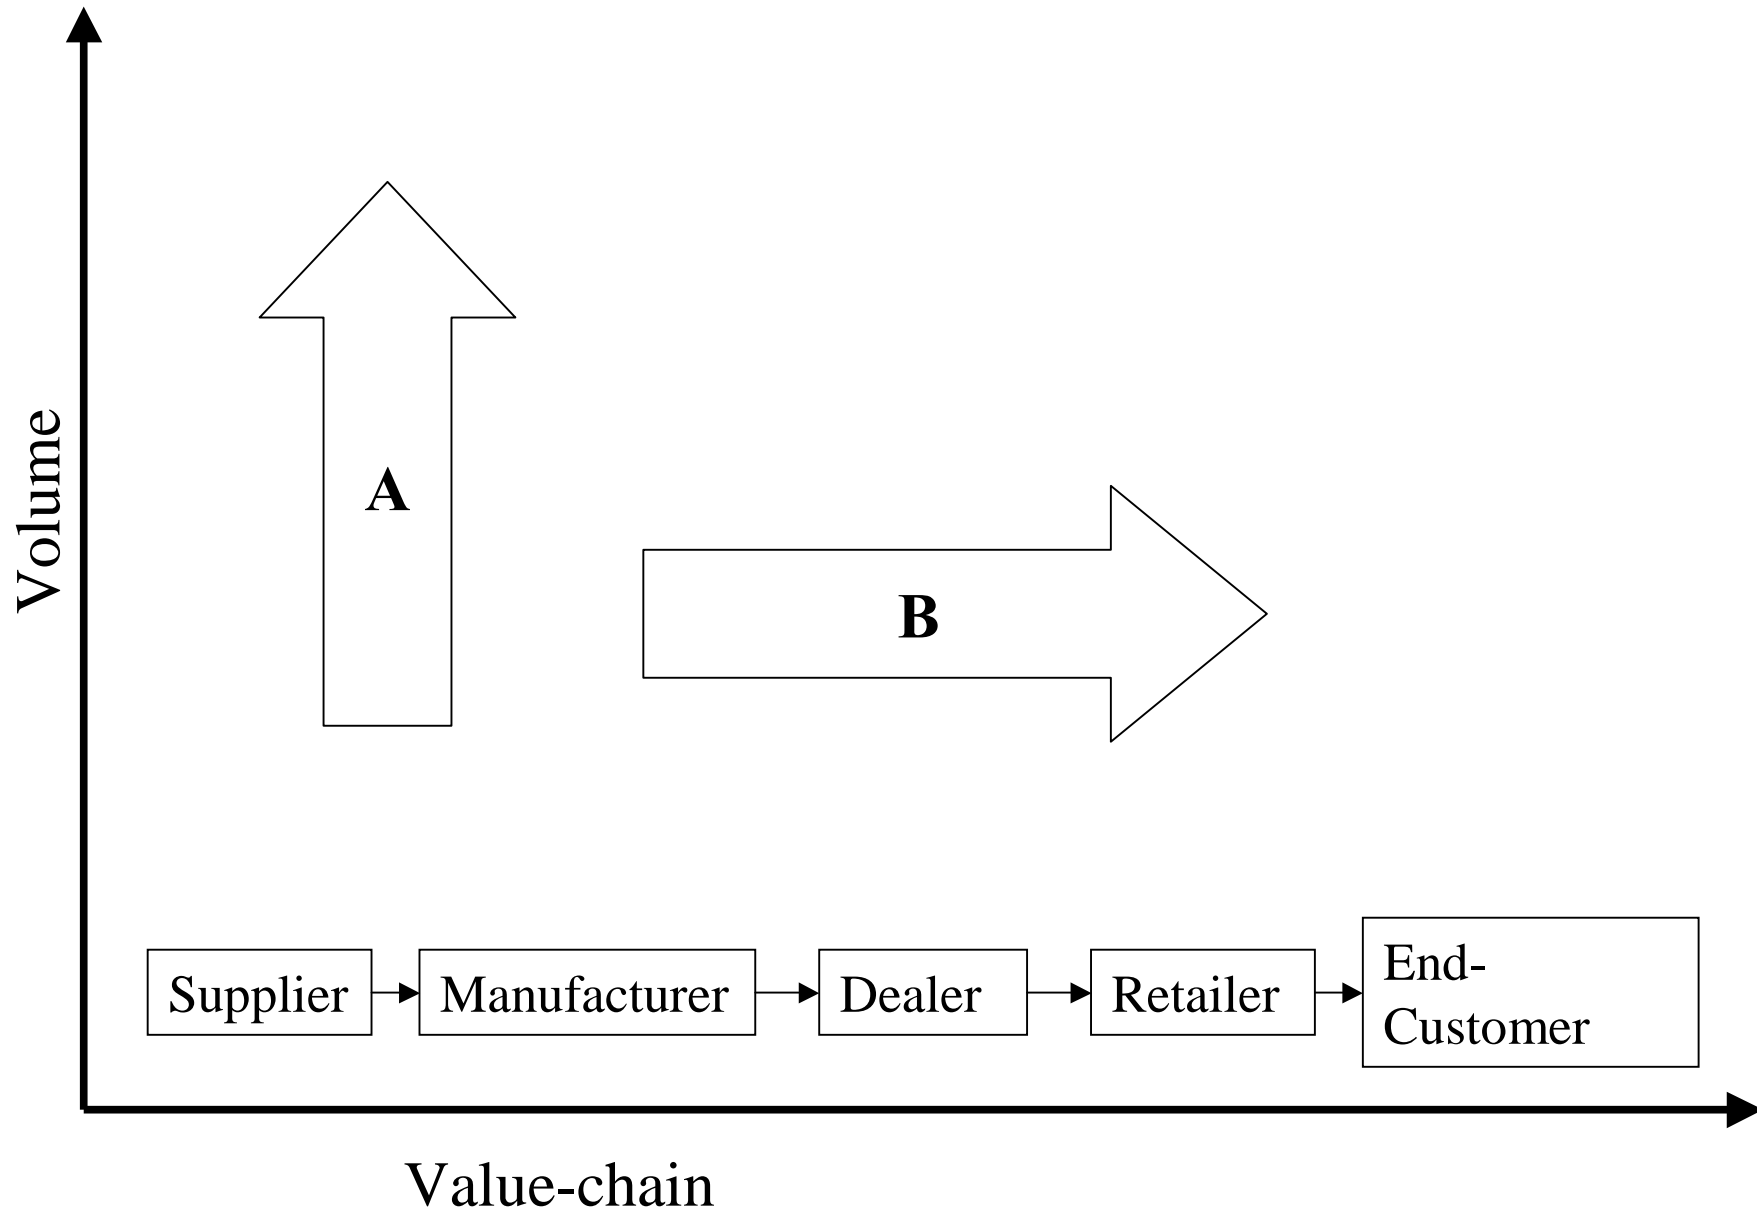 Volume
A
B
Supplier
Manufacturer
Dealer
Retailer
End-
Customer
Value-chain